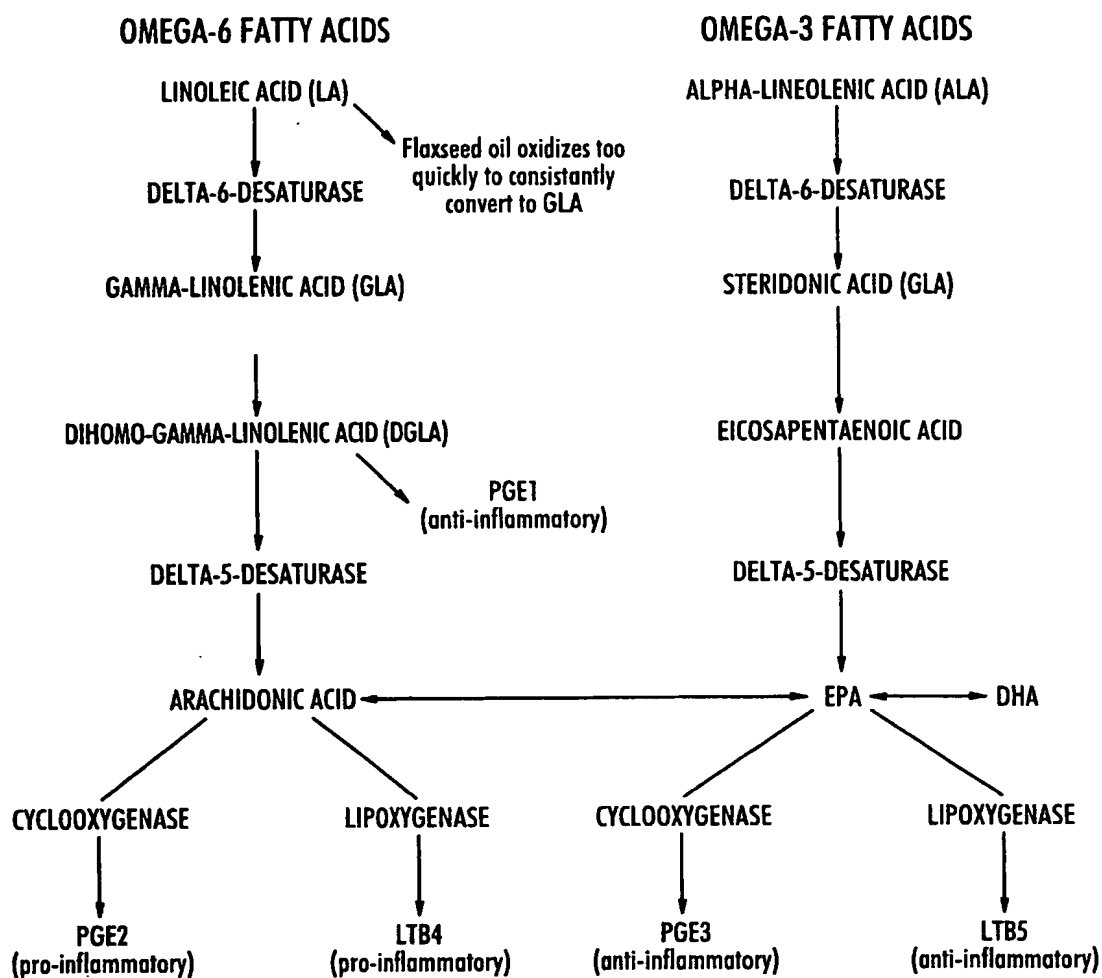 OMEGA-6 FATTY ACIDS
OMEGA-3 FATTY ACIDS
LINOLEIC ACID (LA)
ALPHA-LINEOLENIC ACID (ALA)
Flaxseed oil oxidizes too
quickly to consistantly
convert to GLA
DELTA-6-DESATURASE
DELTA-6-DESATURASE
GAMMA-LINOLENIC ACID (GLA)
STERIDONIC ACID (GLA)
DIHOMO-GAMMA-LINOLENIC ACID (DGLA)
EICOSAPENTAENOIC ACID
PGE1
(anti-inflammatory)
DELTA-5-DESATURASE
DELTA-5-DESATURASE
ARACHIDONIC ACID
EPA
DHA
CYCLOOXYGENASE
LIPOXYGENASE
CYCLOOXYGENASE
LIPOXYGENASE
PGE2
(pro-inflammatory)
LTB4
(pro-inflammatory)
PGE3
(anti-inflammatory)
LTB5
(anti-inflammatory)